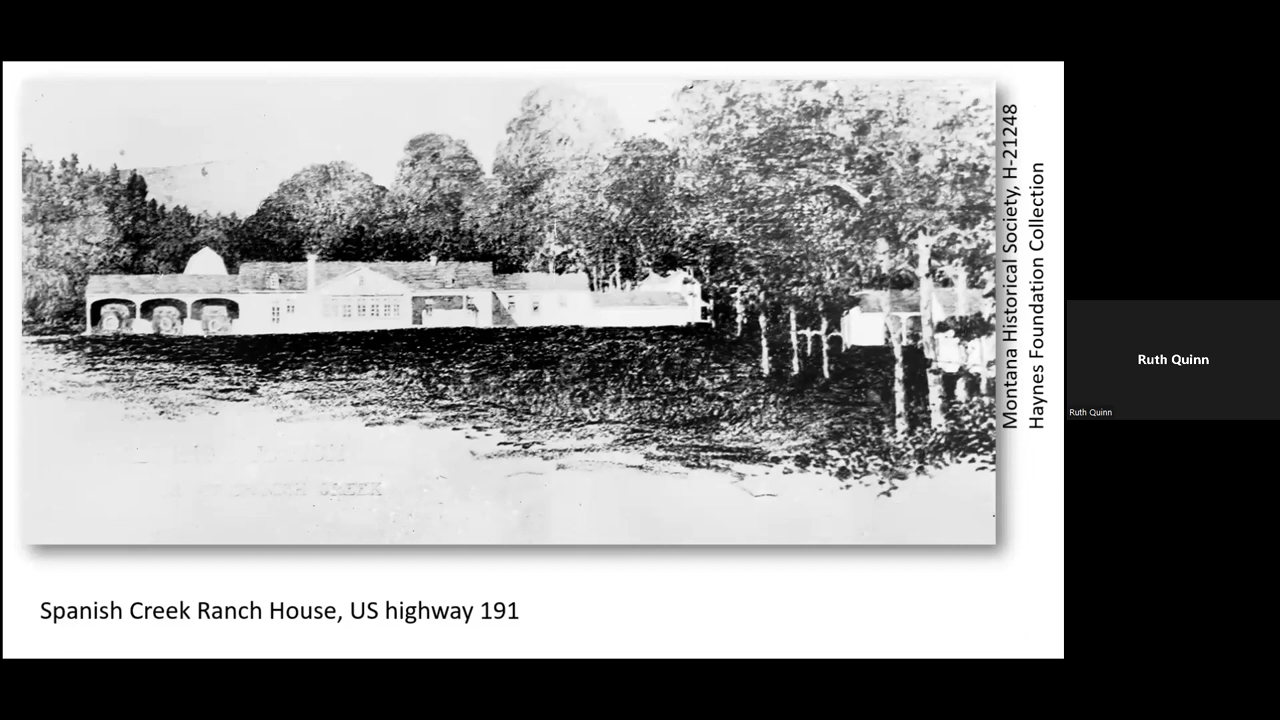 Montana Historical Society, H-21248
Haynes Foundation Collection
Spanish Creek Ranch House, US highway 191
Ruth Quinn
Ruth Quinn